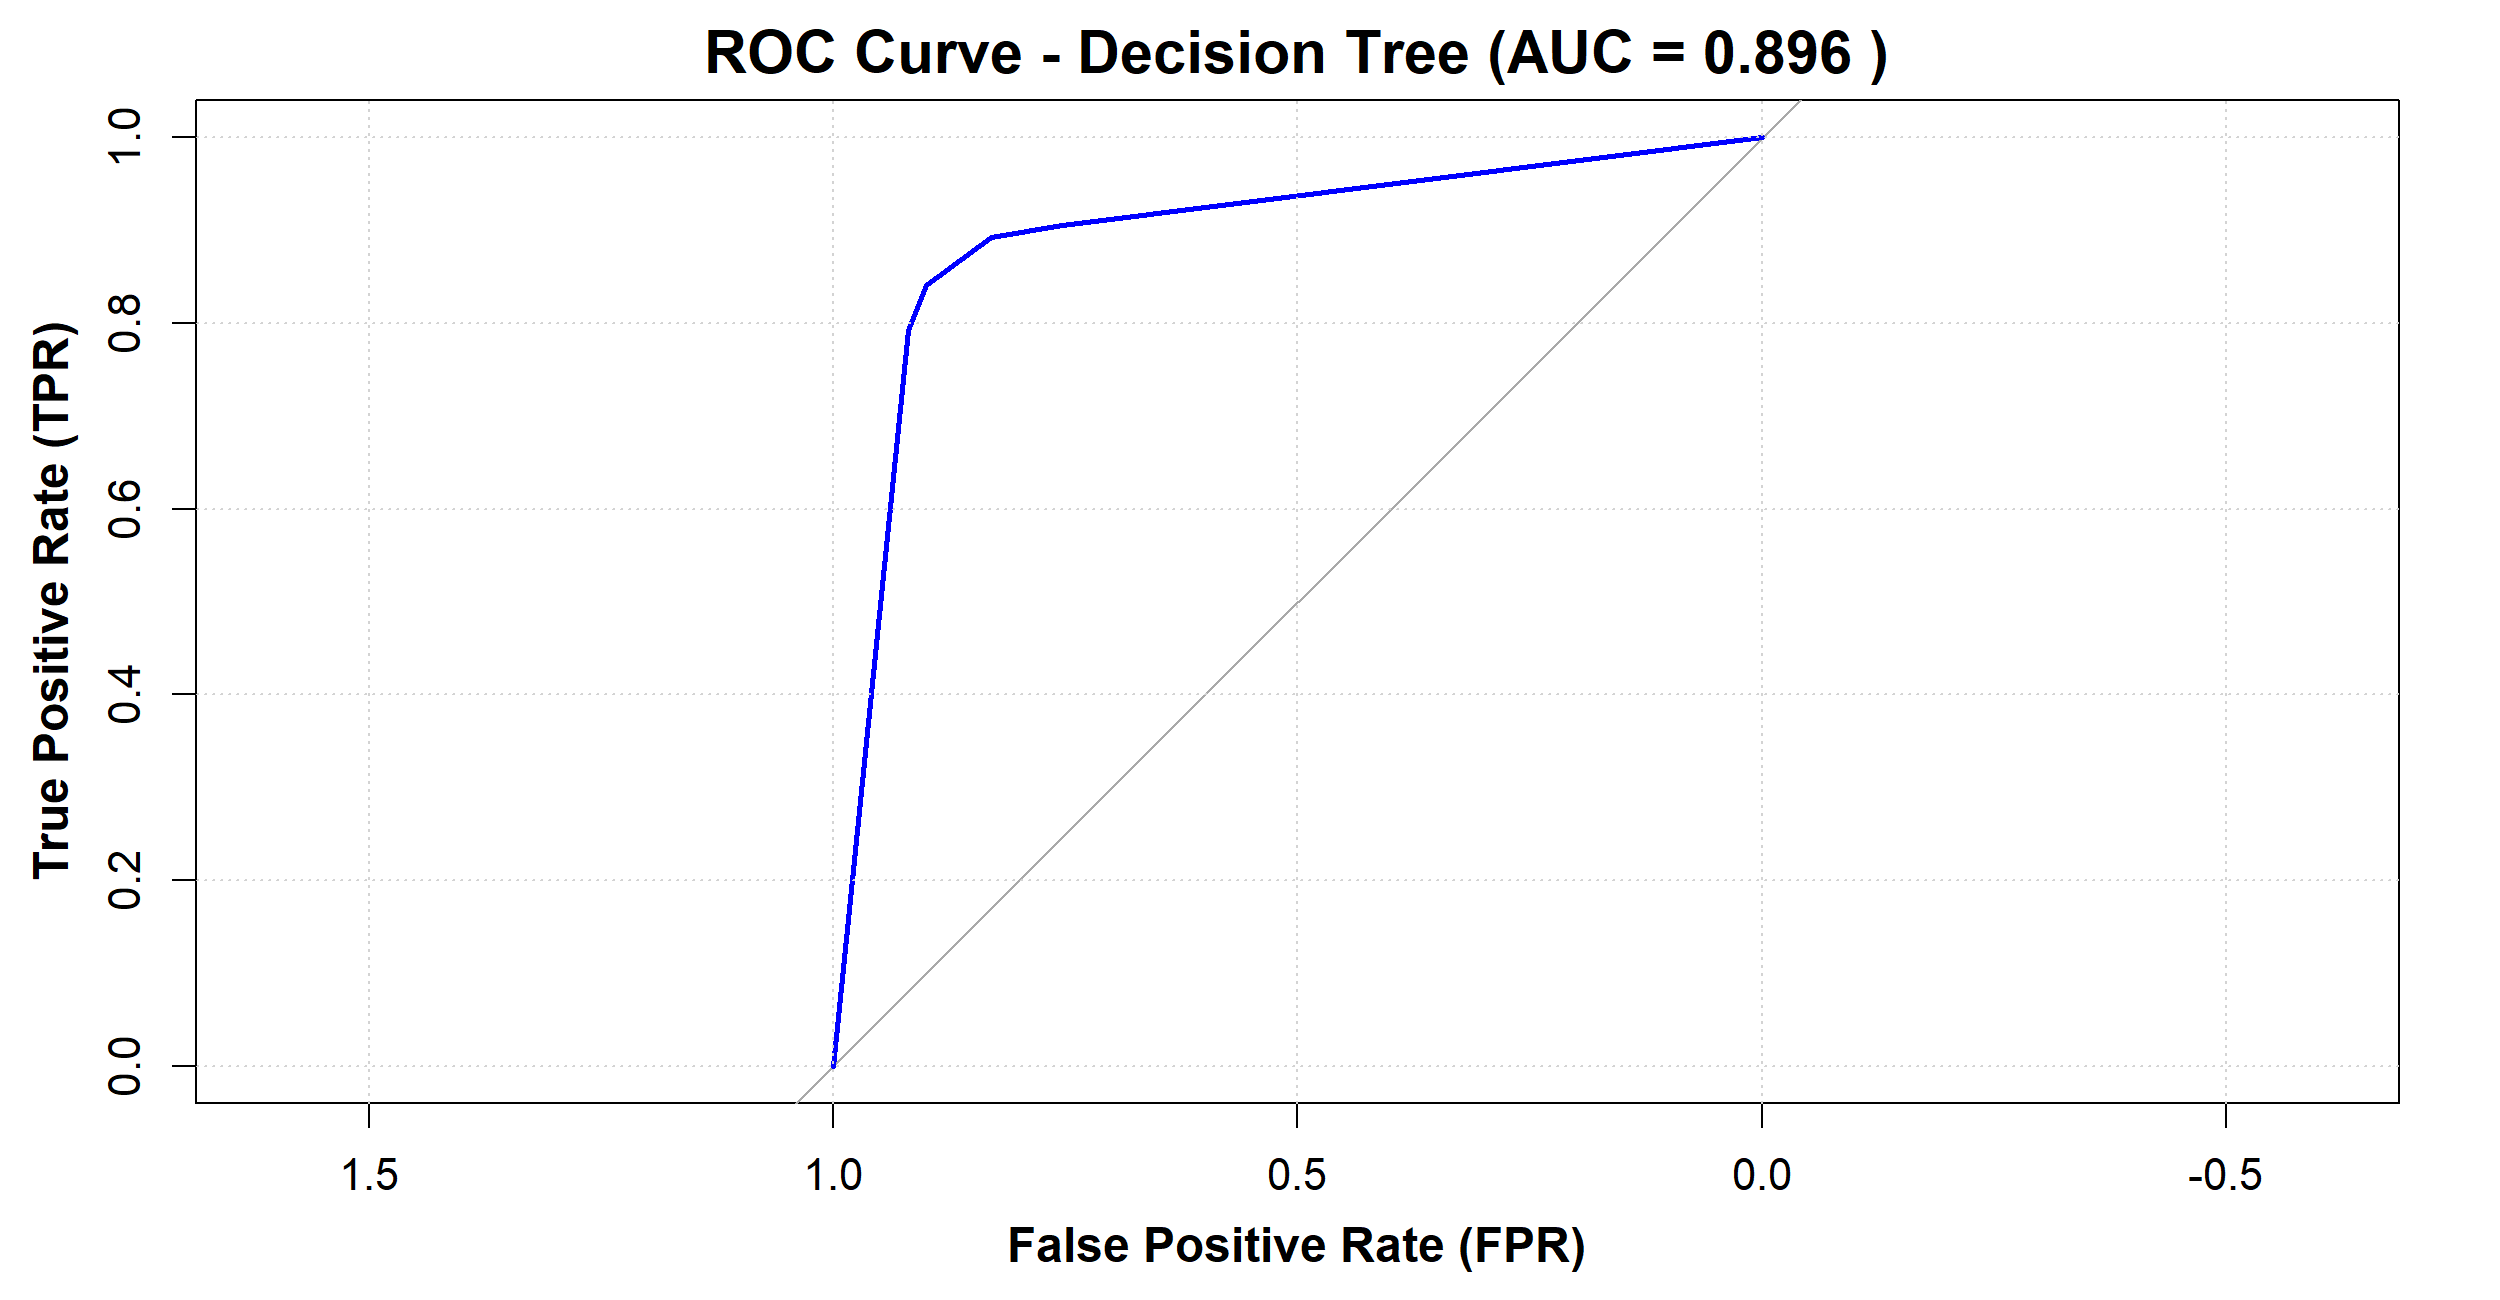 ROC Curve - Decision Tree (AUC = 0.896 )
True Positive Rate (TPR)
1.0
0.8
0.6
0.4
0.2
0.0
1.5 1.0 0.5 0.0 -0.5
False Positive Rate (FPR)